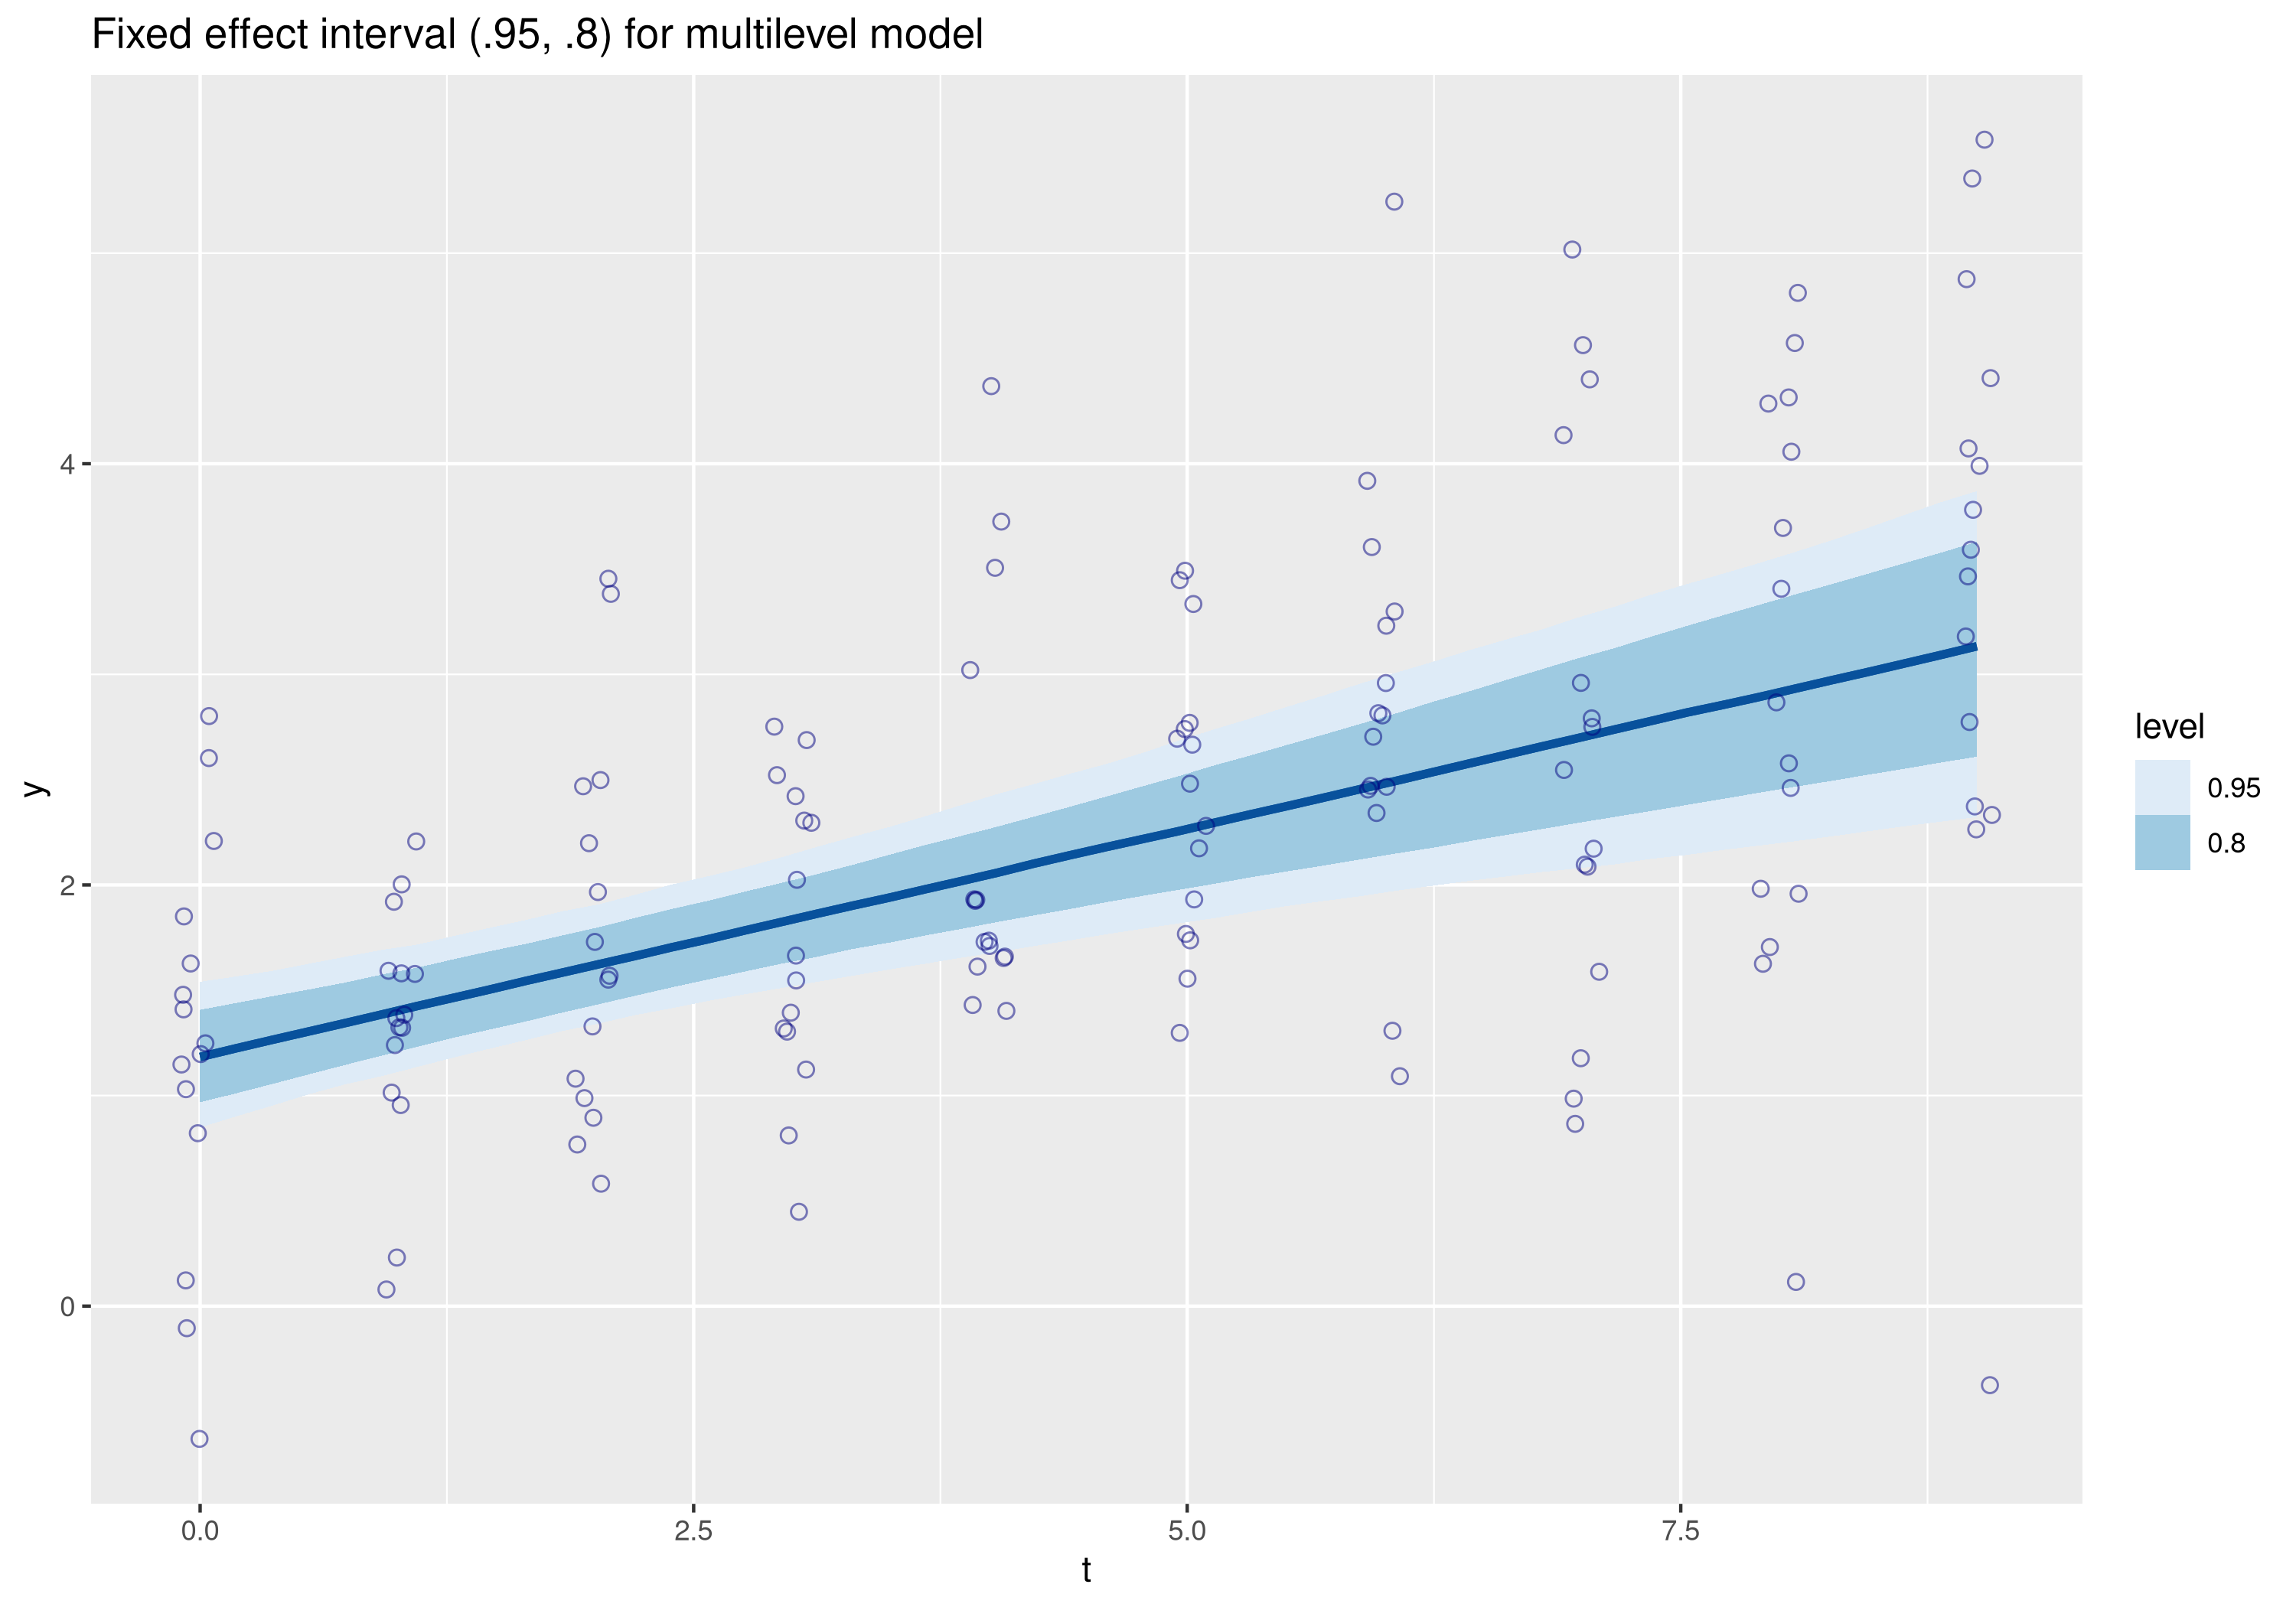 Fixed effect interval (.95, .8) for multilevel model
y
4
2
0
0.0
2.5
5.0
7.5
t
level
0.95
0.8